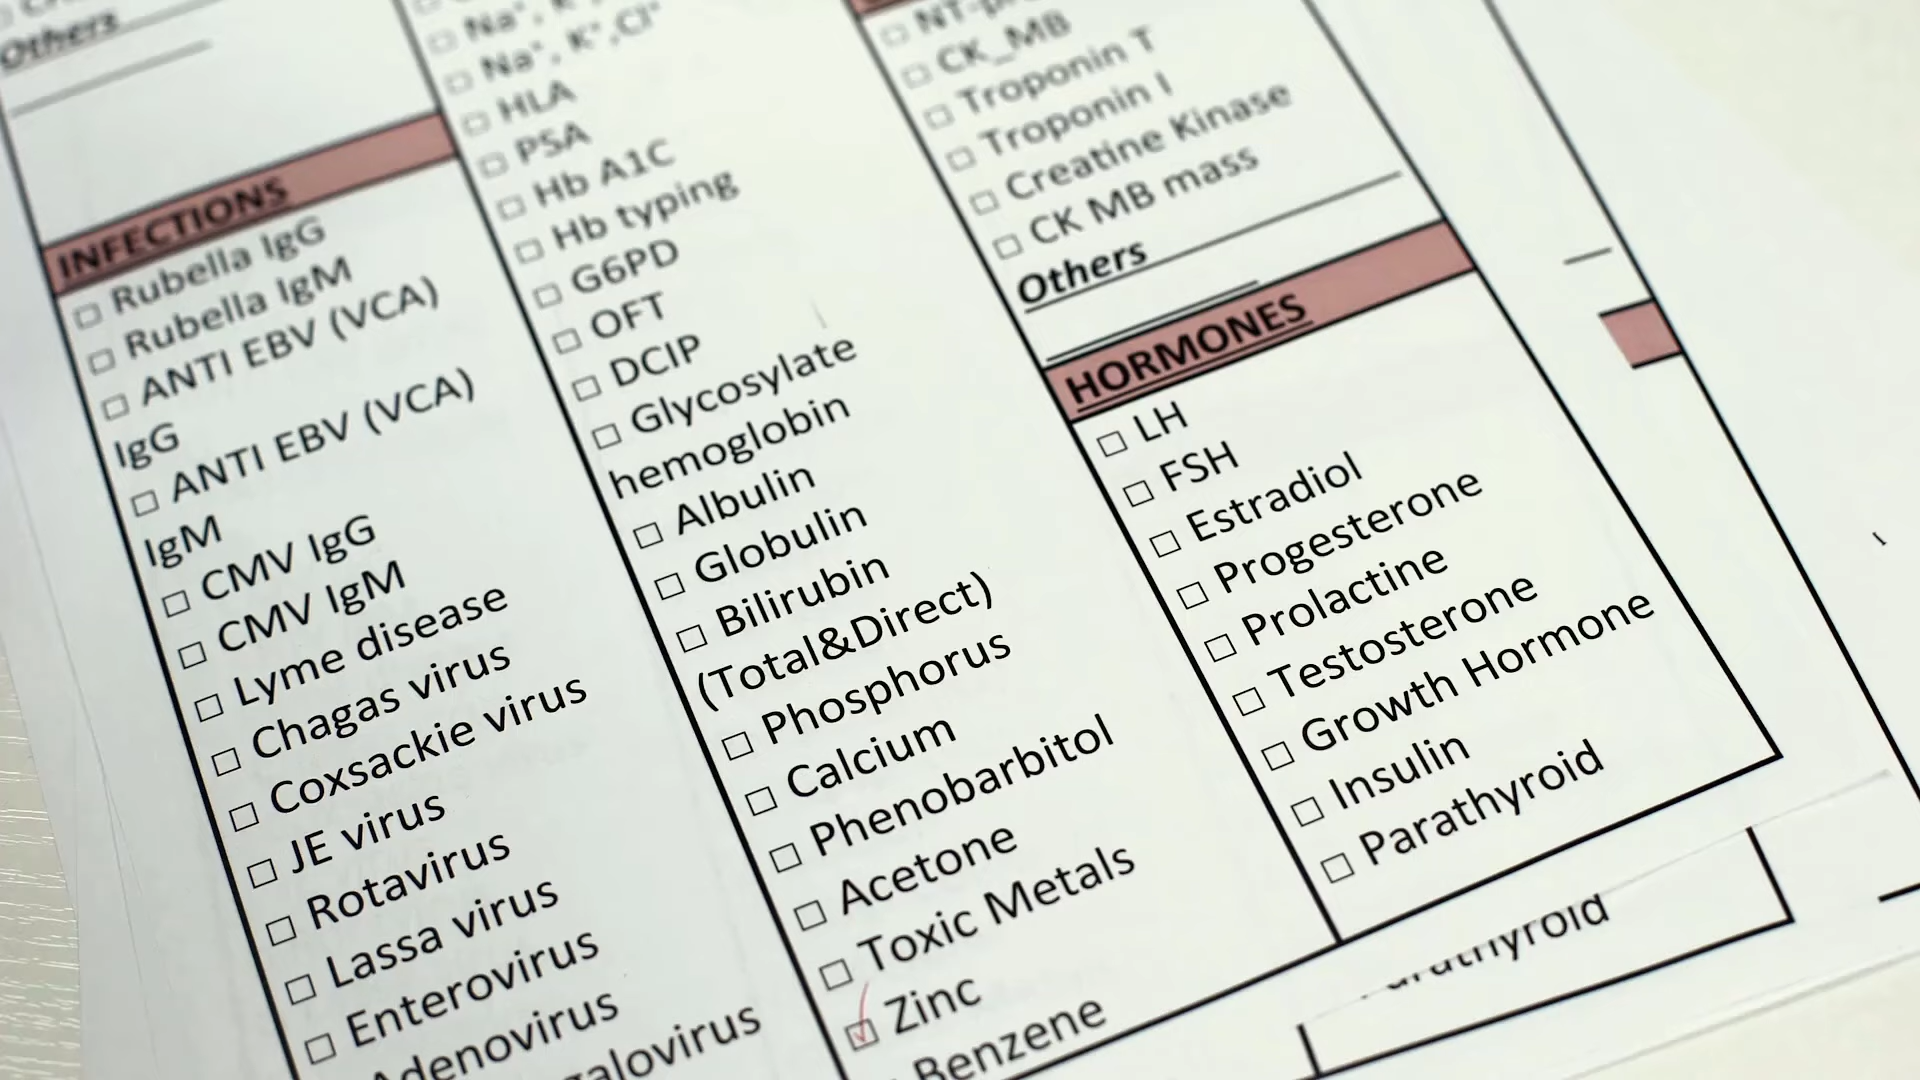 Others
INFECTIONS
☐ Rubella IgG
☐ Rubella IgM
☐ ANTI EBV (VCA)
IgG
☐ ANTI EBV (VCA)
IgM
☐ CMV IgG
☐ CMV IgM
☐ Lyme disease
☐ Chagas virus
☐ Coxsackie virus
☐ JE virus
☐ Rotavirus
☐ Lassa virus
☐ Enterovirus
Adenovirus
☐ Na⁺, K⁺,Cl⁻
☐ HLA
☐ PSA
☐ Hb A1C
☐ Hb typing
☐ G6PD
☐ OFT
☐ DCIP
☐ Glycosylate
hemoglobin
☐ Albulin
☐ Globulin
☐ Bilirubin
(Total&Direct)
☐ Phosphorus
☐ Calcium
☐ Phenobarbitol
☐ Acetone
☐ Toxic Metals
☑ Zinc
Benzene
☐ CK_MB
☐ Troponin T
☐ Troponin I
☐ Creatine Kinase
☐ CK MB mass
Others
HORMONES
☐ LH
☐ FSH
☐ Estradiol
☐ Progesterone
☐ Prolactine
☐ Testosterone
☐ Growth Hormone
☐ Insulin
☐ Parathyroid
Parathyroid